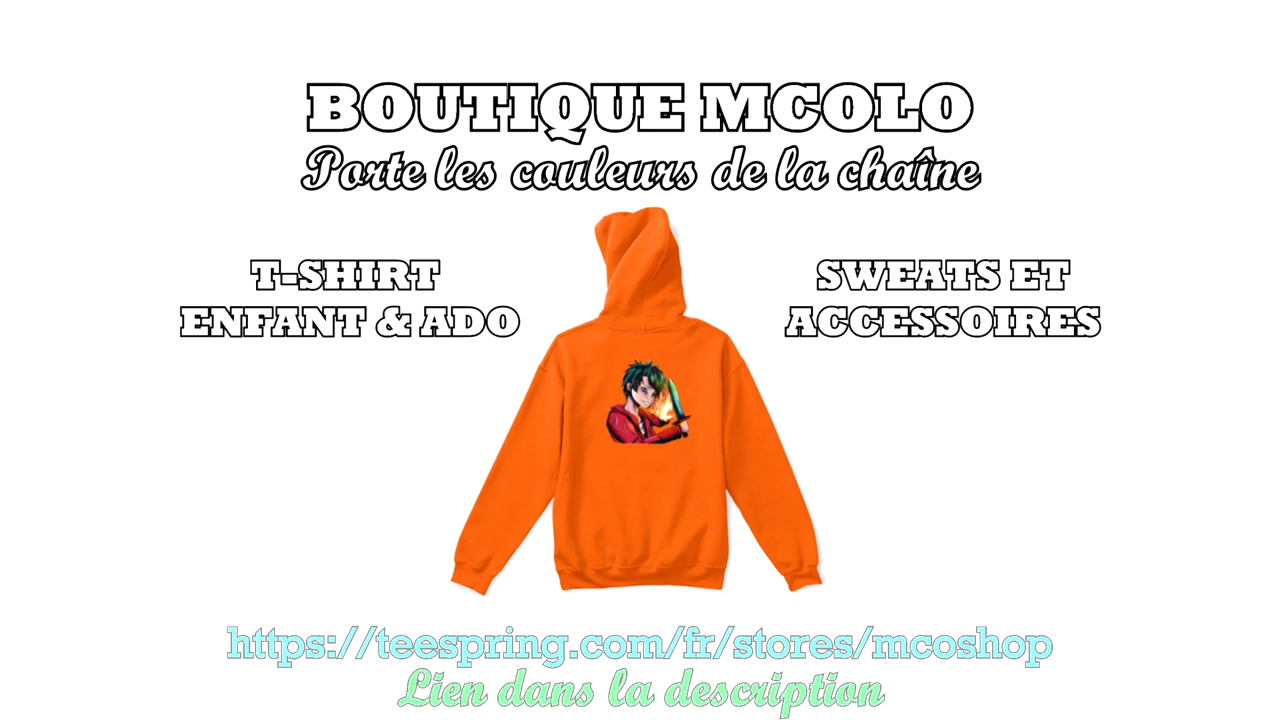 BOUTIQUE MCOLO
Porte les couleurs de la chaîne
T-SHIRT
ENFANT & ADO
SWEATS ET
ACCESSOIRES
https://teespring.com/fr/stores/mcoshop
Lien dans la description